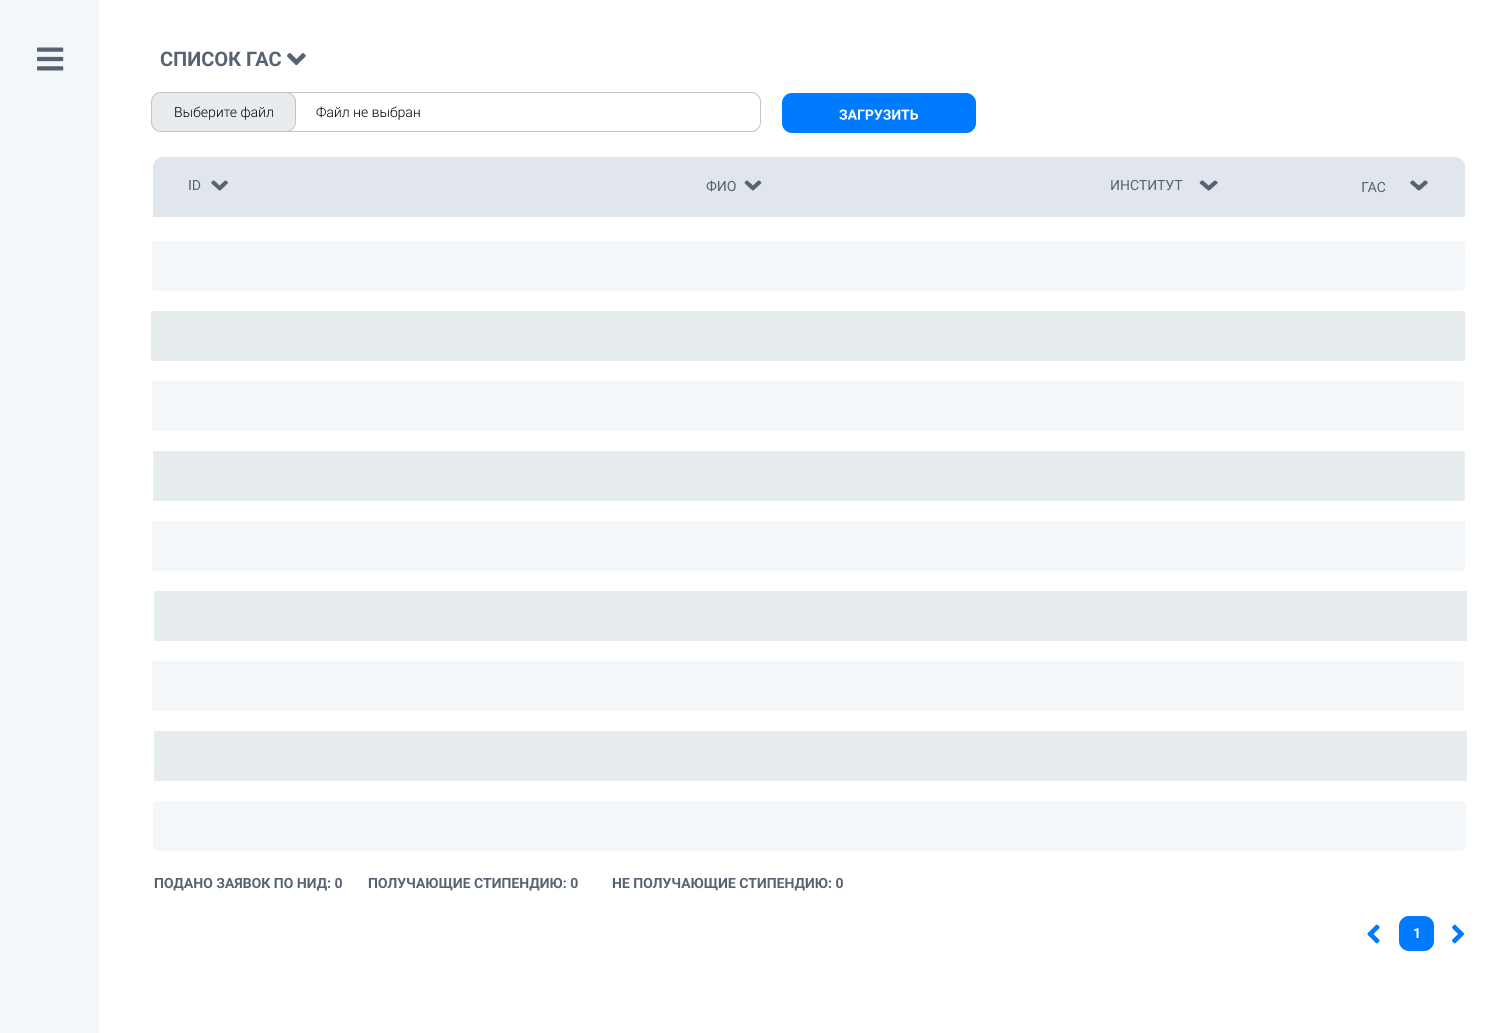 СПИСОК ГАС
Выберите файл Файл не выбран ЗАГРУЗИТЬ
ID ФИО ИНСТИТУТ ГАС
ПОДАНО ЗАЯВОК ПО НИД: 0 ПОЛУЧАЮЩИЕ СТИПЕНДИЮ: 0 НЕ ПОЛУЧАЮЩИЕ СТИПЕНДИЮ: 0
1